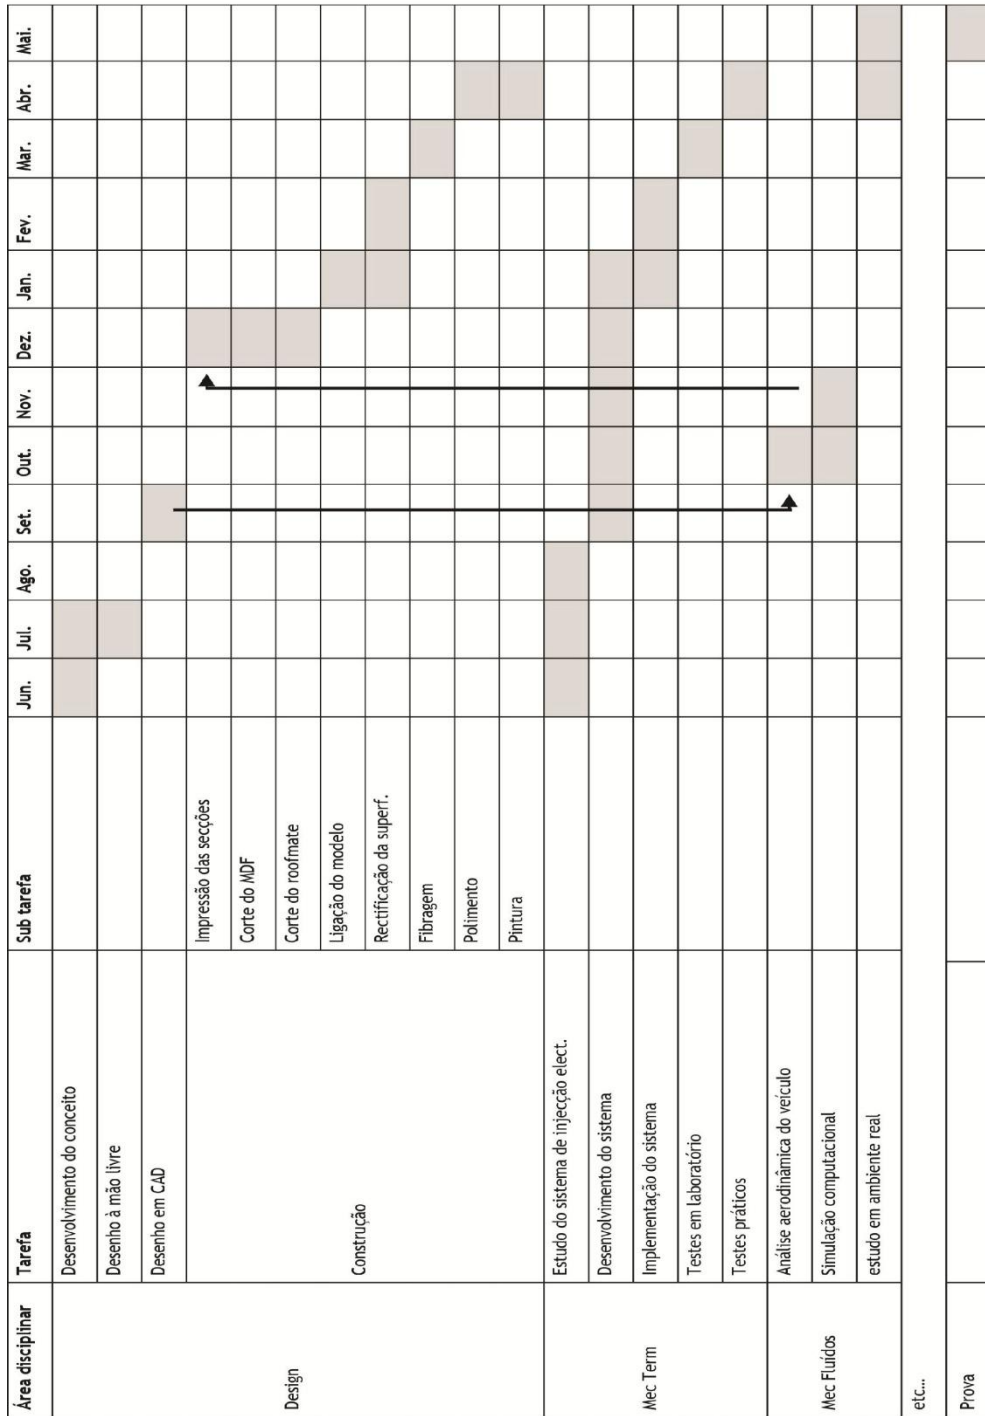 Área disciplinar Tarefa Sub tarefa Jun. Jul. Ago. Set. Out. Nov. Dez. Jan. Fev. Mar. Abr. Mai.
Design
Desenvolvimento do conceito
Desenho à mão livre
Desenho em CAD
Construção
Impressão das secções
Corte do MDF
Corte do roofmate
Ligação do modelo
Rectificação da superf.
Fibragem
Polimento
Pintura
Mec Term
Estudo do sistema de injecção elect.
Desenvolvimento do sistema
Implementação do sistema
Testes em laboratório
Testes práticos
Mec Fluídos
Análise aerodinâmica do veículo
Simulação computacional
estudo em ambiente real
etc...
Prova